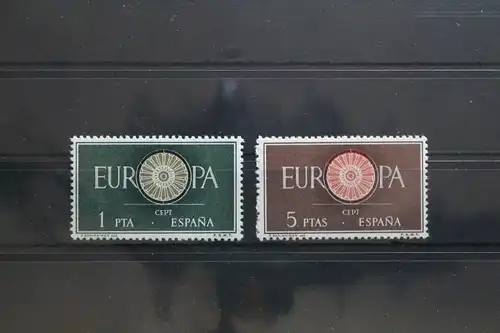 EUROPA
CEPT
1 PTA · ESPAÑA
EUROPA
CEPT
5 PTAS · ESPAÑA